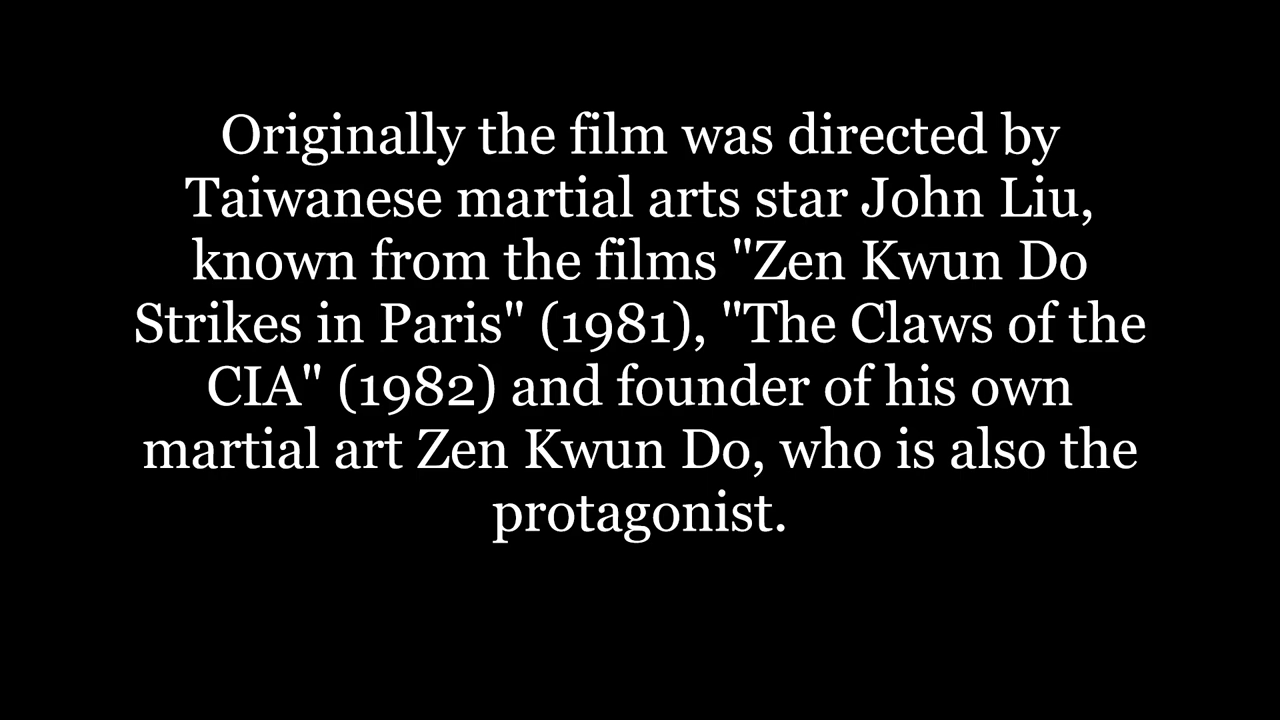 Originally the film was directed by
Taiwanese martial arts star John Liu,
known from the films "Zen Kwun Do
Strikes in Paris" (1981), "The Claws of the
CIA" (1982) and founder of his own
martial art Zen Kwun Do, who is also the
protagonist.